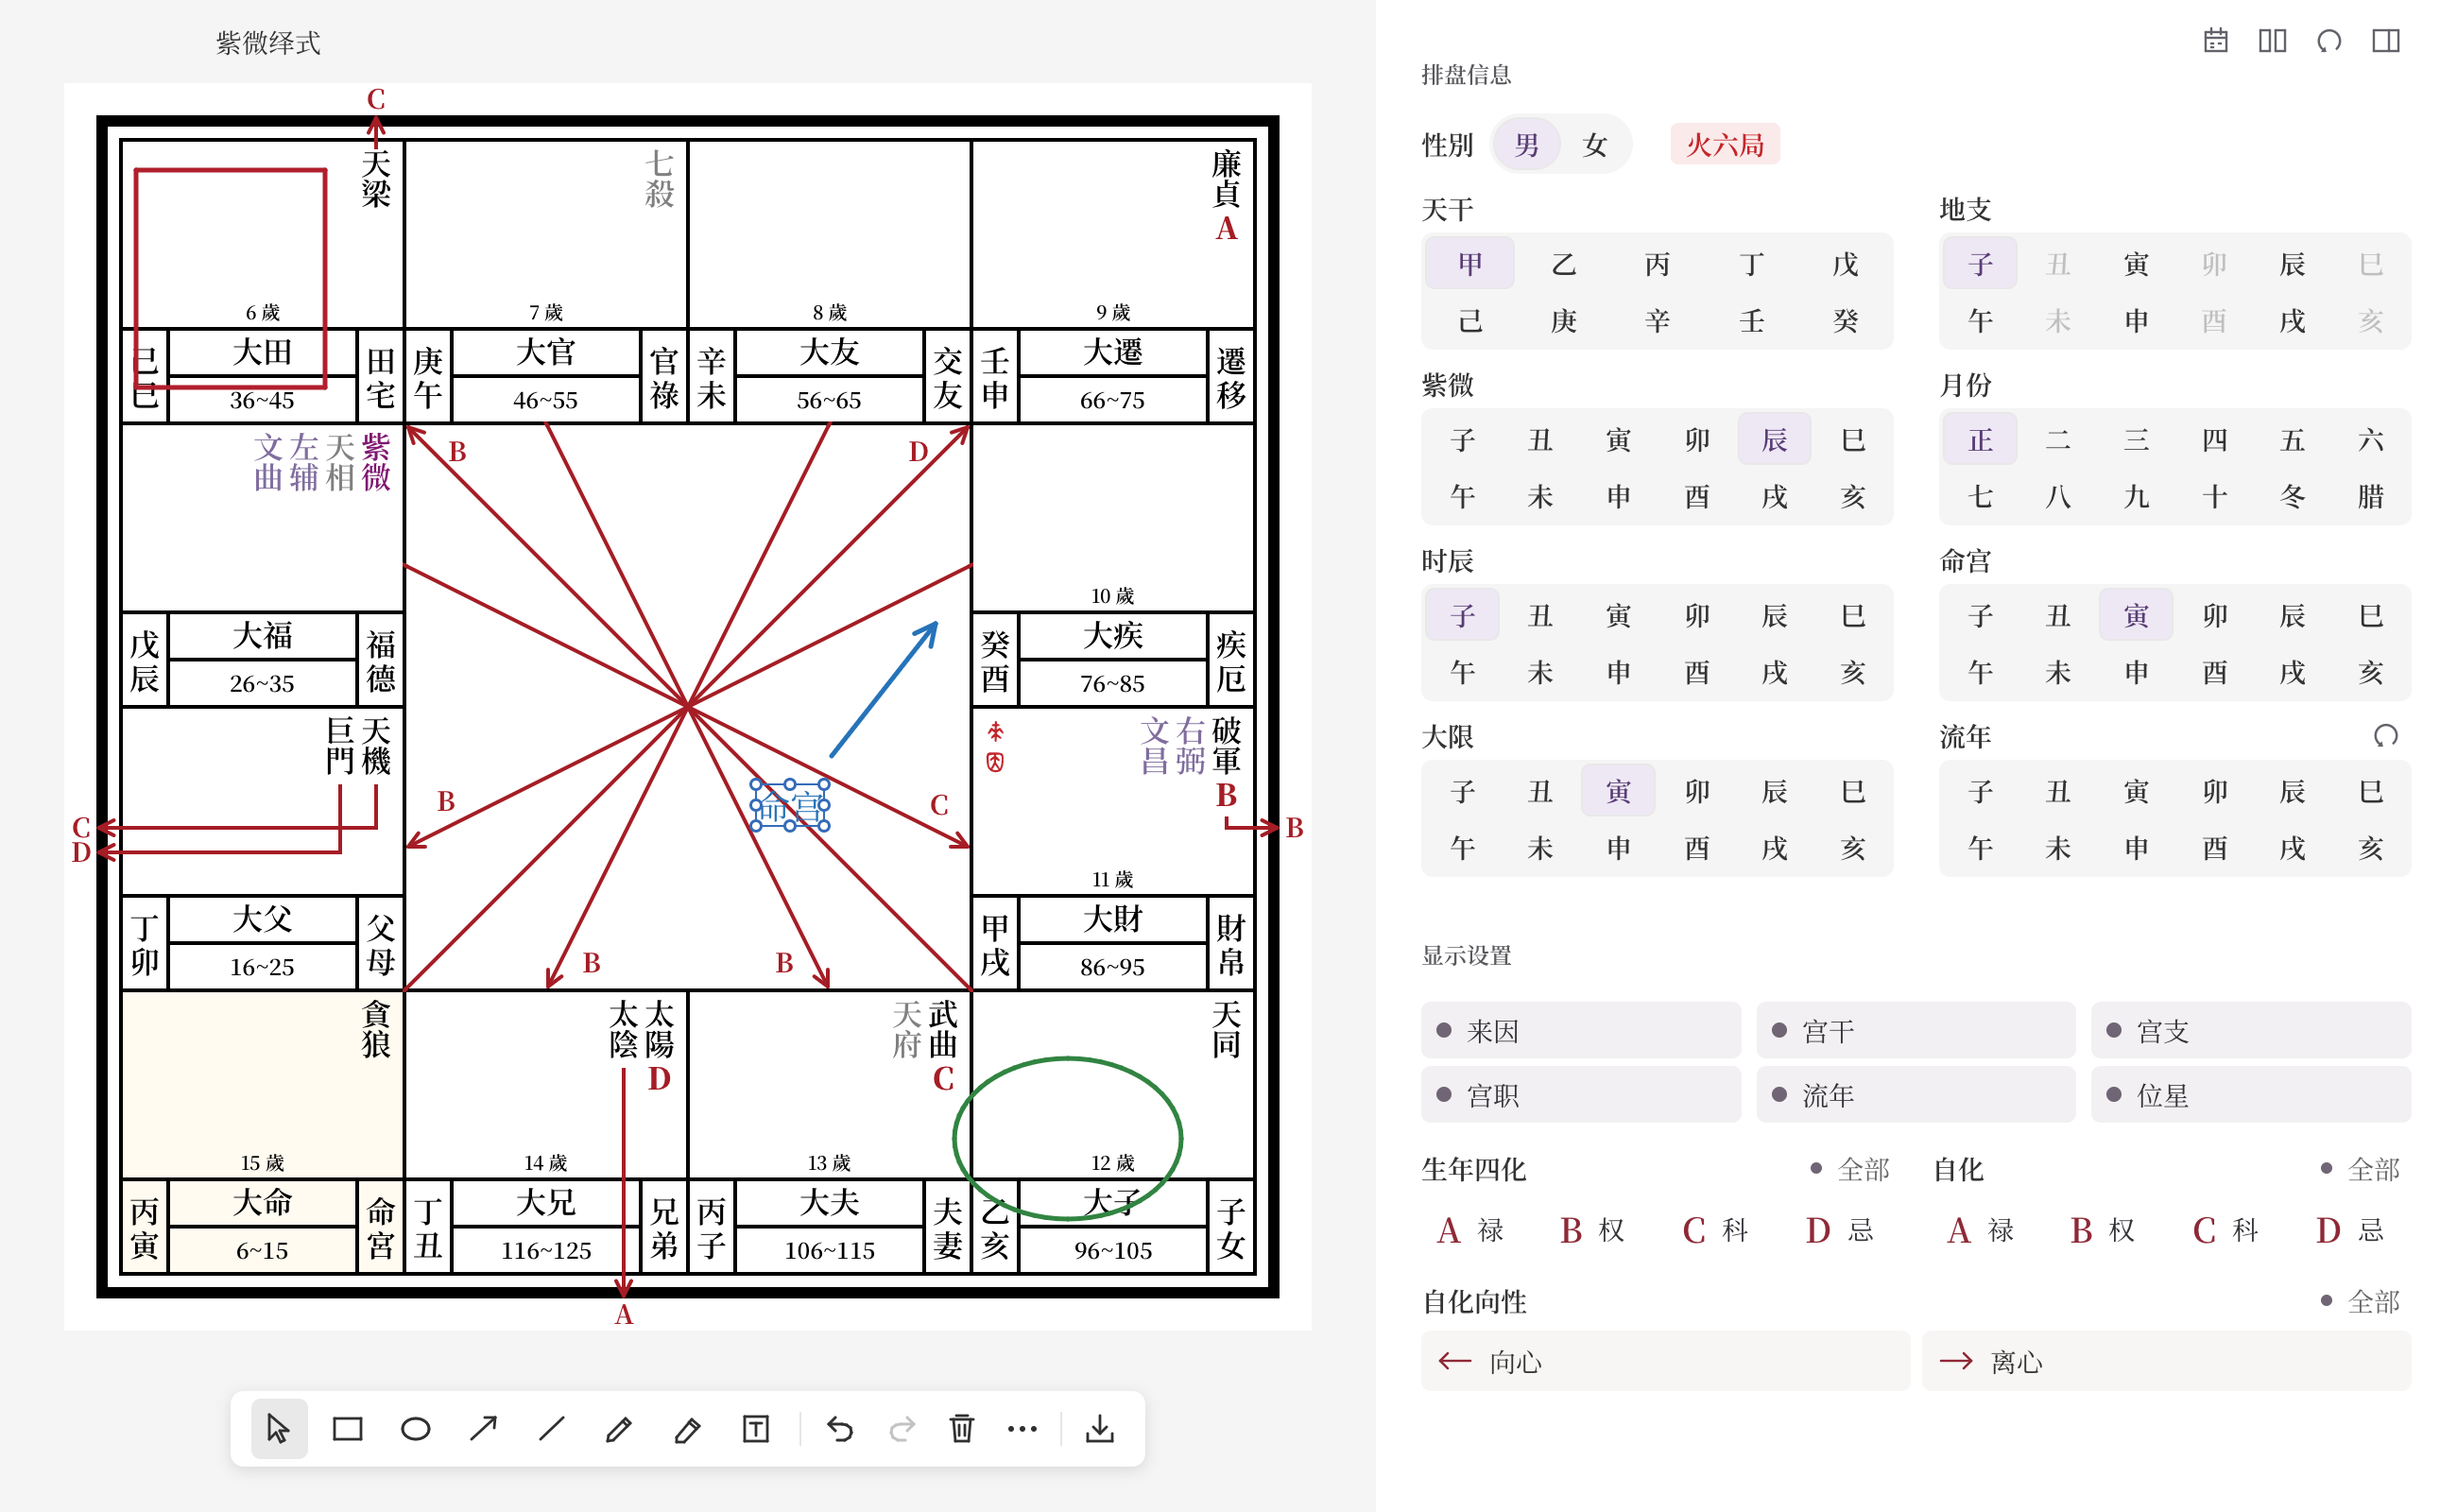 紫微绎式
C
天梁
6 歲
己巳
大田
36~45
田宅
七殺
7 歲
庚午
大官
46~55
官祿
8 歲
辛未
大友
56~65
交友
廉貞
A
9 歲
壬申
大遷
66~75
遷移
紫微
天相
左辅
文曲
戊辰
大福
26~35
福德
B
D
10 歲
癸酉
大疾
76~85
疾厄
天機
巨門
C
D
丁卯
大父
16~25
父母
B
C
B
B
命宫
破軍
B
右弼
文昌
来因
B
11 歲
甲戌
大財
86~95
財帛
貪狼
15 歲
丙寅
大命
6~15
命宮
太陽
D
太陰
14 歲
丁丑
大兄
116~125
兄弟
A
武曲
C
天府
13 歲
丙子
大夫
106~115
夫妻
天同
12 歲
乙亥
大子
96~105
子女
排盘信息
性别 男 女 火六局
天干
甲 乙 丙 丁 戊
己 庚 辛 壬 癸
地支
子 丑 寅 卯 辰 巳
午 未 申 酉 戌 亥
紫微
子 丑 寅 卯 辰 巳
午 未 申 酉 戌 亥
月份
正 二 三 四 五 六
七 八 九 十 冬 腊
时辰
子 丑 寅 卯 辰 巳
午 未 申 酉 戌 亥
命宫
子 丑 寅 卯 辰 巳
午 未 申 酉 戌 亥
大限
子 丑 寅 卯 辰 巳
午 未 申 酉 戌 亥
流年
子 丑 寅 卯 辰 巳
午 未 申 酉 戌 亥
显示设置
来因 宫干 宫支
宫职 流年 位星
生年四化 全部
A 禄 B 权 C 科 D 忌
自化 全部
A 禄 B 权 C 科 D 忌
自化向性 全部
向心 离心
T